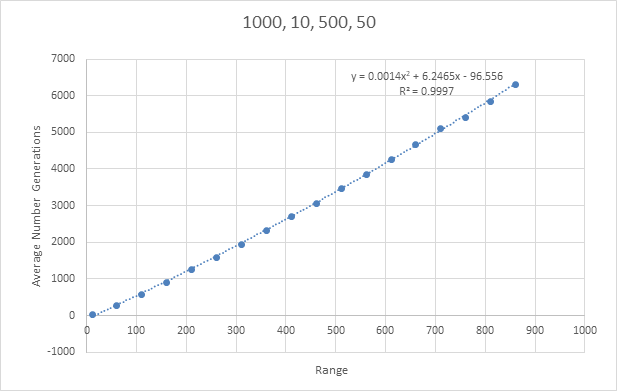 1000, 10, 500, 50
7000
6000
5000
4000
3000
2000
1000
0
-1000
y = 0.0014x² + 6.2465x - 96.556
R² = 0.9997
Average Number Generations
0 100 200 300 400 500 600 700 800 900 1000
Range